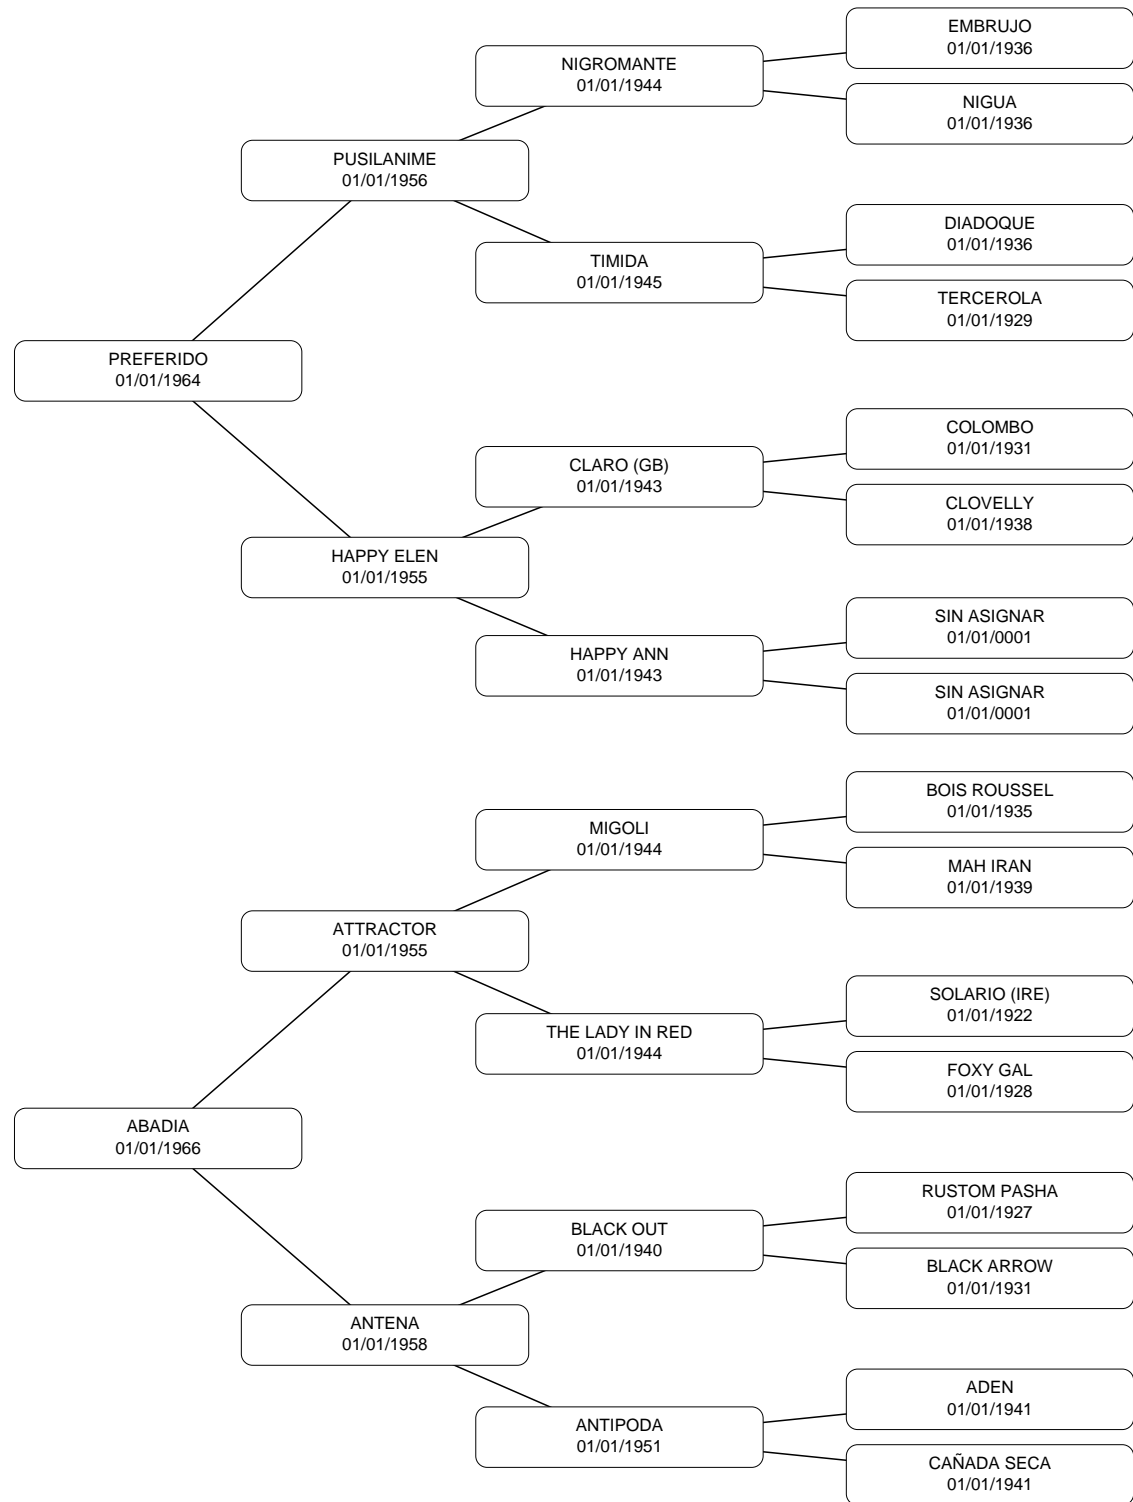 EMBRUJO
01/01/1936
NIGROMANTE
01/01/1944
NIGUA
01/01/1936
PUSILANIME
01/01/1956
DIADOQUE
01/01/1936
TIMIDA
01/01/1945
TERCEROLA
01/01/1929
PREFERIDO
01/01/1964
COLOMBO
01/01/1931
CLARO (GB)
01/01/1943
CLOVELLY
01/01/1938
HAPPY ELEN
01/01/1955
SIN ASIGNAR
01/01/0001
HAPPY ANN
01/01/1943
SIN ASIGNAR
01/01/0001
BOIS ROUSSEL
01/01/1935
MIGOLI
01/01/1944
MAH IRAN
01/01/1939
ATTRACTOR
01/01/1955
SOLARIO (IRE)
01/01/1922
THE LADY IN RED
01/01/1944
FOXY GAL
01/01/1928
ABADIA
01/01/1966
RUSTOM PASHA
01/01/1927
BLACK OUT
01/01/1940
BLACK ARROW
01/01/1931
ANTENA
01/01/1958
ADEN
01/01/1941
ANTIPODA
01/01/1951
CAÑADA SECA
01/01/1941